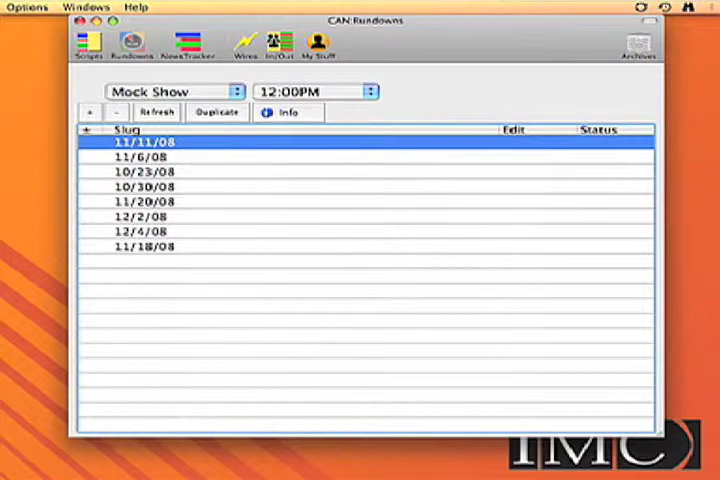 Options Windows Help
CAN:Rundowns
Scripts Rundowns NewsTracker Wires In/Out My Stuff Archives
Mock Show 12:00PM
+ - Refresh Duplicate Info
± Slug Edit Status
11/11/08
11/6/08
10/23/08
10/30/08
11/20/08
12/2/08
12/4/08
11/18/08
IMC